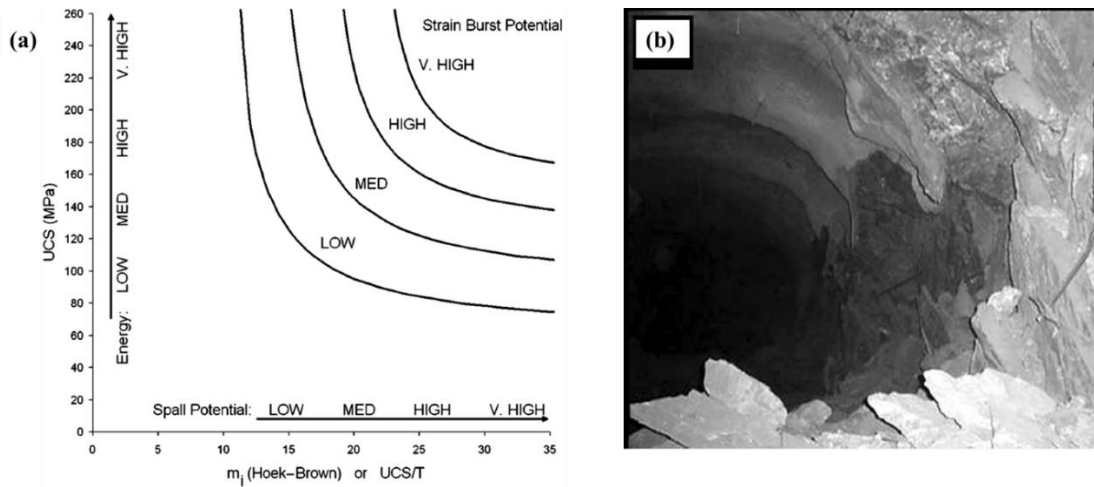 (a)
260
240
220
200
180
160
140
120
100
80
60
40
20
0
UCS (MPa)
Energy: LOW MED HIGH V. HIGH
Strain Burst Potential
V. HIGH
HIGH
MED
LOW
Spall Potential: LOW MED HIGH V. HIGH
0 5 10 15 20 25 30 35
mi (Hoek–Brown) or UCS/T
(b)